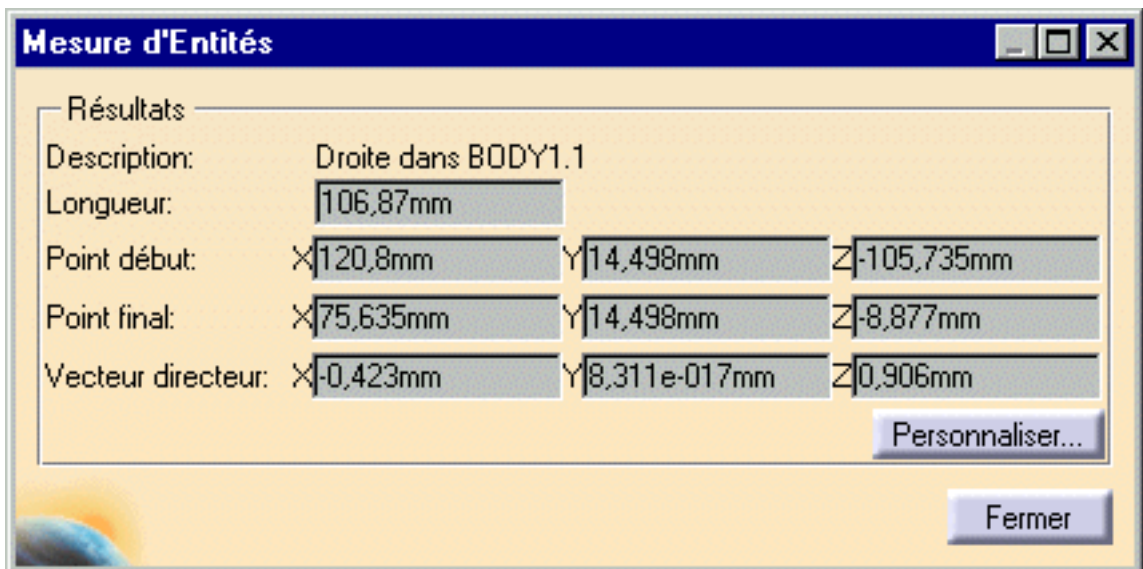 Mesure d'Entités
Résultats
Description: Droite dans BODY1.1
Longueur: 106,87mm
Point début: X 120,8mm Y 14,498mm Z -105,735mm
Point final: X 75,635mm Y 14,498mm Z -8,877mm
Vecteur directeur: X -0,423mm Y 8,311e-017mm Z 0,906mm
Personnaliser...
Fermer